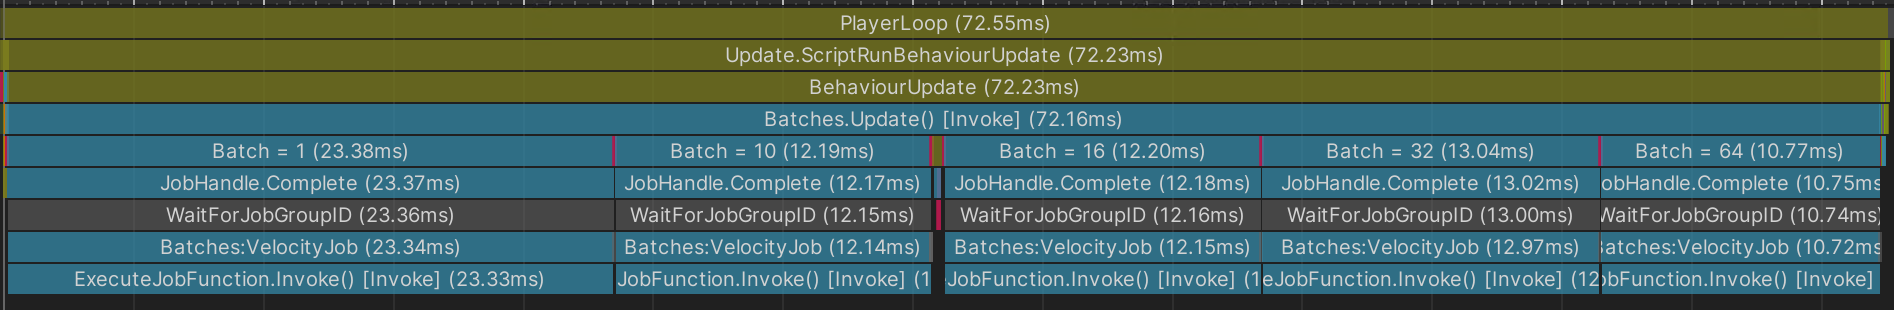 PlayerLoop (72.55ms)
Update.ScriptRunBehaviourUpdate (72.23ms)
BehaviourUpdate (72.23ms)
Batches.Update() [Invoke] (72.16ms)
Batch = 1 (23.38ms) Batch = 10 (12.19ms) Batch = 16 (12.20ms) Batch = 32 (13.04ms) Batch = 64 (10.77ms)
JobHandle.Complete (23.37ms) JobHandle.Complete (12.17ms) JobHandle.Complete (12.18ms) JobHandle.Complete (13.02ms) obHandle.Complete (10.75ms
WaitForJobGroupID (23.36ms) WaitForJobGroupID (12.15ms) WaitForJobGroupID (12.16ms) WaitForJobGroupID (13.00ms) WaitForJobGroupID (10.74ms)
Batches:VelocityJob (23.34ms) Batches:VelocityJob (12.14ms) Batches:VelocityJob (12.15ms) Batches:VelocityJob (12.97ms) atches:VelocityJob (10.72ms
ExecuteJobFunction.Invoke() [Invoke] (23.33ms) JobFunction.Invoke() [Invoke] (1 JobFunction.Invoke() [Invoke] (1 eJobFunction.Invoke() [Invoke] (12 obFunction.Invoke() [Invoke]